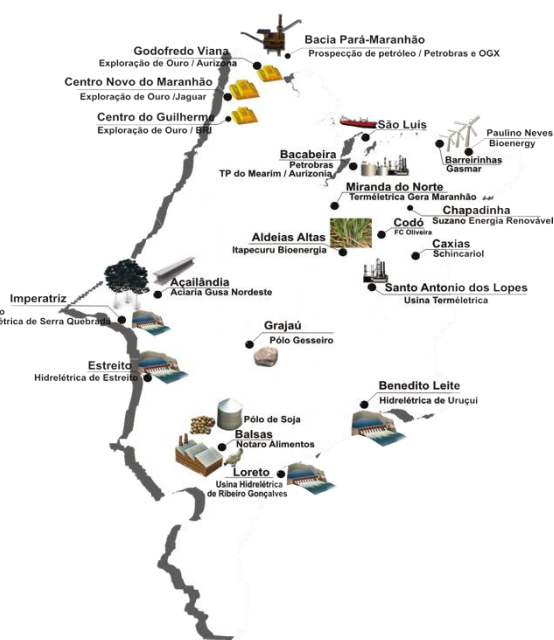 Bacia Pará-Maranhão
Prospecção de petróleo / Petrobras e OGX
Godofredo Viana
Exploração de Ouro / Aurizona
Centro Novo do Maranhão
Exploração de Ouro /Jaguar
Centro do Guilherme
Exploração de Ouro / BRI
São Luís
Paulino Neves
Bioenergy
Barreirinhas
Gasmar
Bacabeira
Petrobras
TP do Mearim / Aurizonia
Miranda do Norte
Terméletrica Gera Maranhão
Chapadinha
Suzano Energia Renovável
Codó
FC Oliveira
Aldeias Altas
Itapecuru Bioenergia
Caxias
Schincariol
Açailândia
Aciaria Gusa Nordeste
Santo Antonio dos Lopes
Usina Terméletrica
Imperatriz
o
étrica de Serra Quebrada
Grajaú
Pólo Gesseiro
Estreito
Hidrelétrica de Estreito
Benedito Leite
Hidrelétrica de Uruçuí
Pólo de Soja
Balsas
Notaro Alimentos
Loreto
Usina Hidrelétrica
de Ribeiro Gonçalves